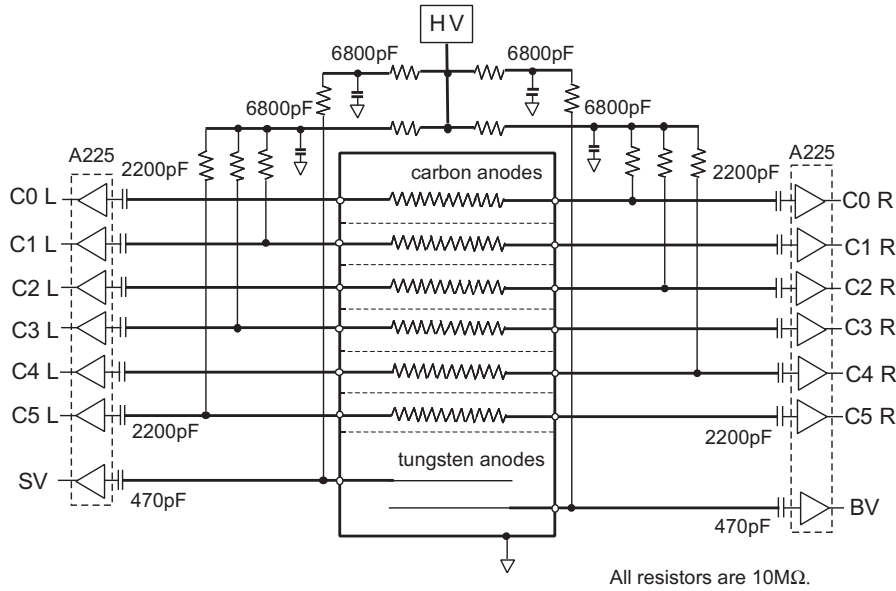 HV
6800pF 6800pF
6800pF 6800pF
A225 2200pF carbon anodes 2200pF A225
C0 L C0 R
C1 L C1 R
C2 L C2 R
C3 L C3 R
C4 L C4 R
C5 L C5 R
2200pF 2200pF
tungsten anodes
SV
470pF 470pF BV
All resistors are 10MΩ.